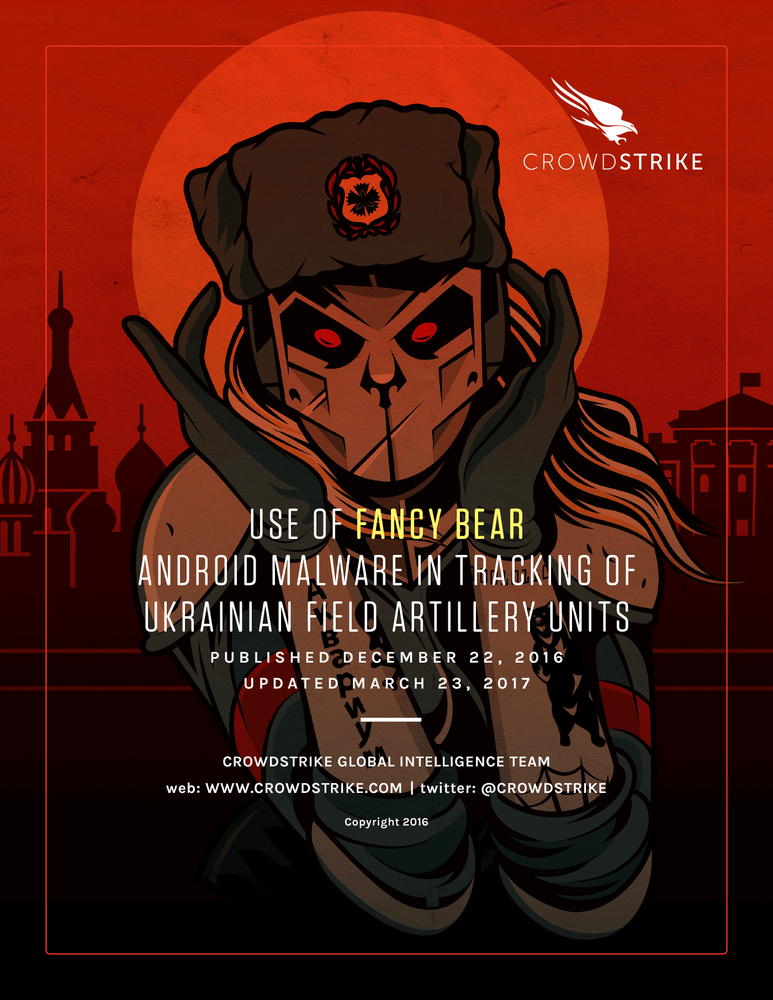 CROWDSTRIKE
USE OF FANCY BEAR
ANDROID MALWARE IN TRACKING OF
UKRAINIAN FIELD ARTILLERY UNITS
PUBLISHED DECEMBER 22, 2016
UPDATED MARCH 23, 2017
Аквариум
CROWDSTRIKE GLOBAL INTELLIGENCE TEAM
web: WWW.CROWDSTRIKE.COM | twitter: @CROWDSTRIKE
Copyright 2016